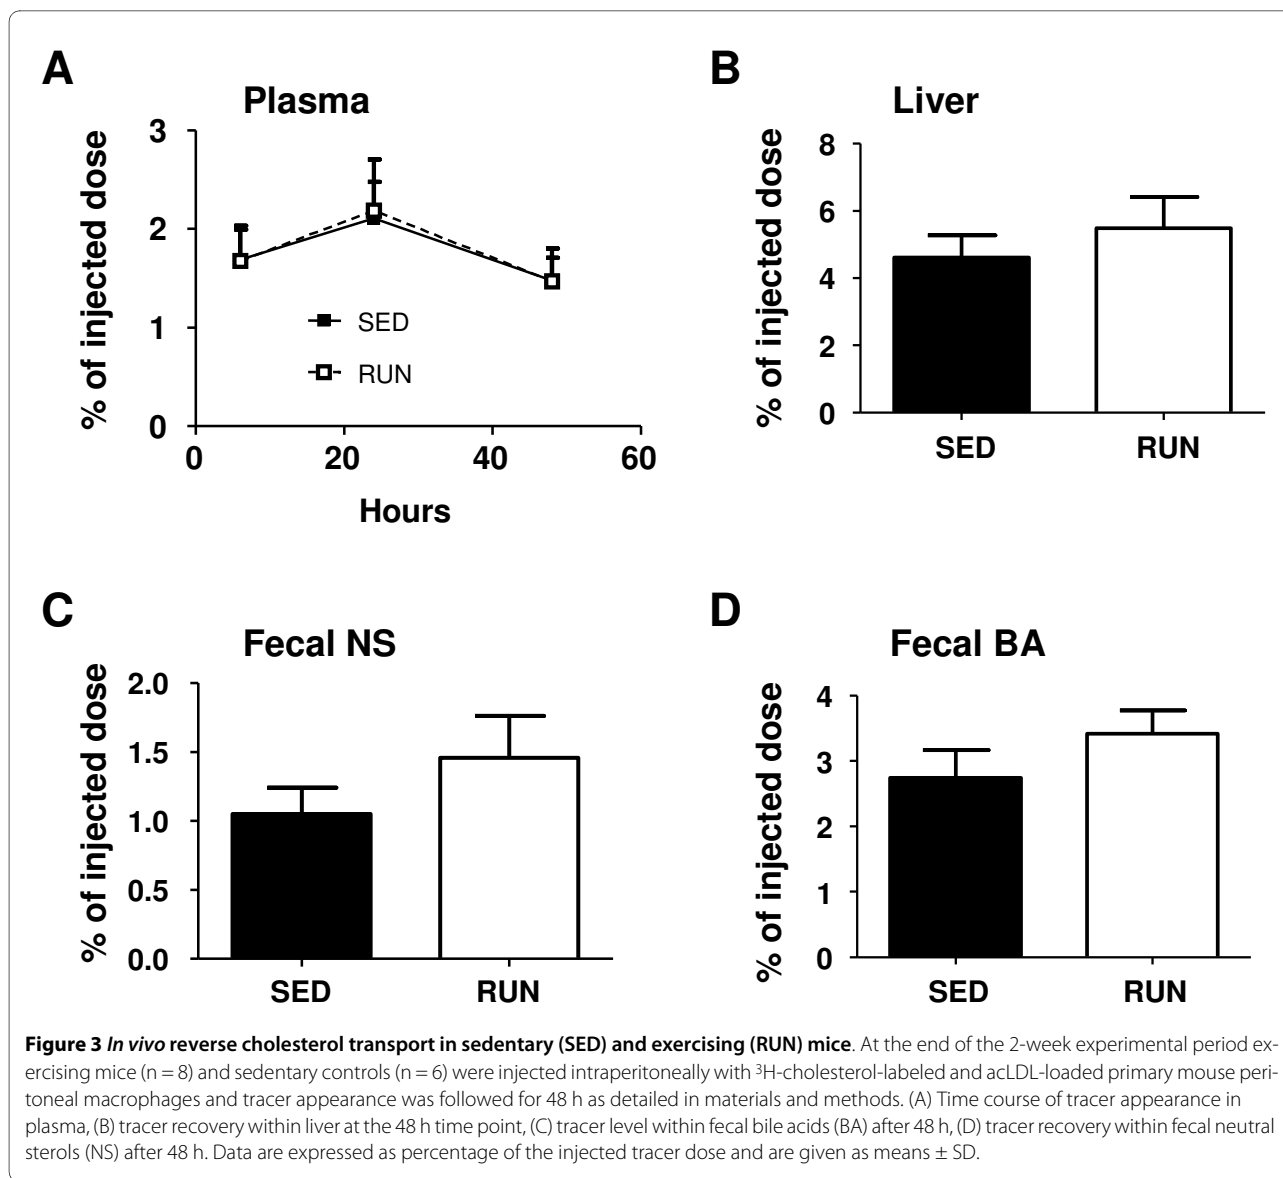 A
Plasma
% of injected dose
3
2
1
0
0 20 40 60
Hours
SED
RUN
B
Liver
% of injected dose
8
6
4
2
0
SED RUN
C
Fecal NS
% of injected dose
2.0
1.5
1.0
0.5
0.0
SED RUN
D
Fecal BA
% of injected dose
4
3
2
1
0
SED RUN
Figure 3 In vivo reverse cholesterol transport in sedentary (SED) and exercising (RUN) mice. At the end of the 2-week experimental period ex-
ercising mice (n = 8) and sedentary controls (n = 6) were injected intraperitoneally with ³H-cholesterol-labeled and acLDL-loaded primary mouse peri-
toneal macrophages and tracer appearance was followed for 48 h as detailed in materials and methods. (A) Time course of tracer appearance in
plasma, (B) tracer recovery within liver at the 48 h time point, (C) tracer level within fecal bile acids (BA) after 48 h, (D) tracer recovery within fecal neutral
sterols (NS) after 48 h. Data are expressed as percentage of the injected tracer dose and are given as means ± SD.